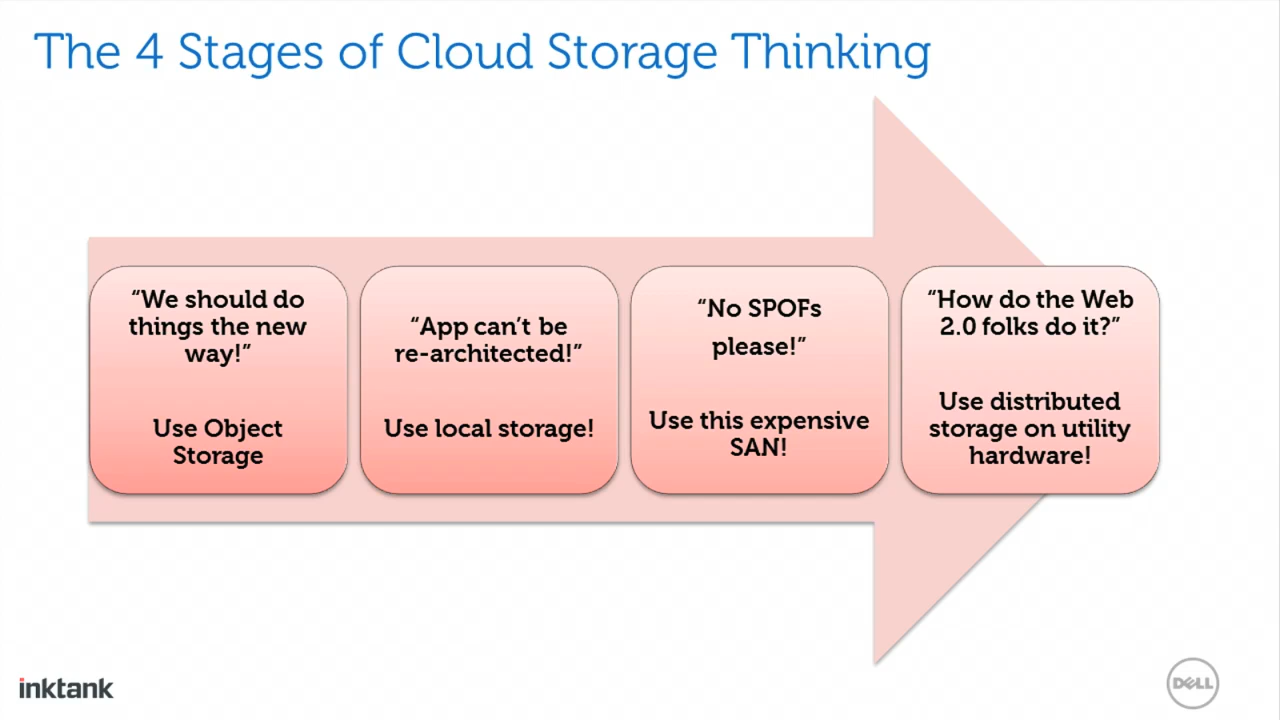 The 4 Stages of Cloud Storage Thinking
“We should do
things the new
way!”
Use Object
Storage
“App can’t be
re-architected!”
Use local storage!
“No SPOFs
please!”
Use this expensive
SAN!
“How do the Web
2.0 folks do it?”
Use distributed
storage on utility
hardware!
inktank
DELL